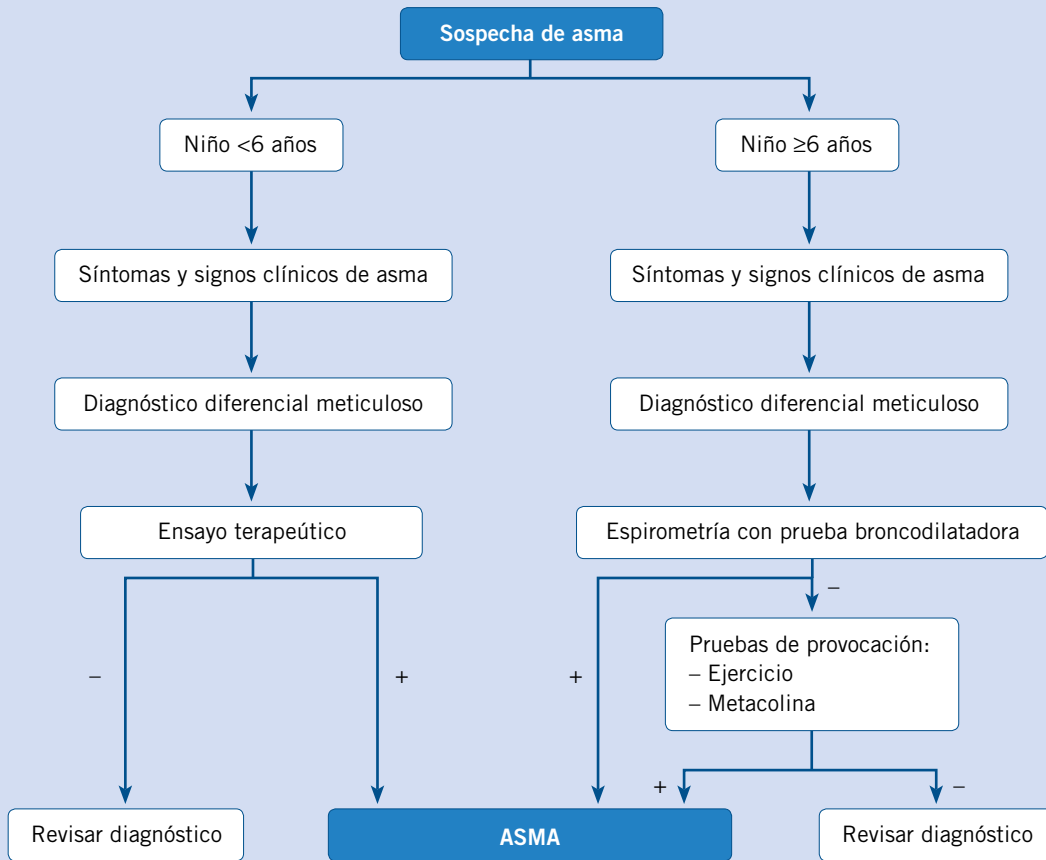 Sospecha de asma
Niño <6 años
Niño ≥6 años
Síntomas y signos clínicos de asma
Síntomas y signos clínicos de asma
Diagnóstico diferencial meticuloso
Diagnóstico diferencial meticuloso
Ensayo terapeútico
Espirometría con prueba broncodilatadora
–
Pruebas de provocación:
– Ejercicio
– Metacolina
–
+
+
+
–
Revisar diagnóstico
ASMA
Revisar diagnóstico